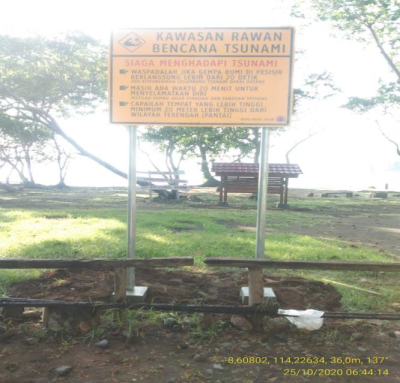 KAWASAN RAWAN
BENCANA TSUNAMI
SIAGA MENGHADAPI TSUNAMI
WASPADALAH JIKA GEMPA BUMI DI PESISIR
BERLANGSUNG LEBIH DARI 20 DETIK
MASIH ADA WAKTU 20 MENIT UNTUK
MENYELAMATKAN DIRI
CAPAILAH TEMPAT YANG LEBIH TINGGI,
MINIMUM 20 METER LEBIH TINGGI DARI
WILAYAH TERENDAH (PANTAI)
-8,60802, 114,22634, 36,0m, 137°
25/10/2020 06:44:14